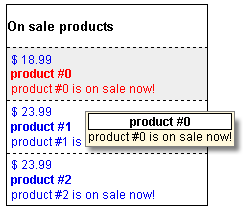 On sale products
$ 18.99
product #0
product #0 is on sale now!
$ 23.99
product #1
product #1 is
product #0
product #0 is on sale now!
$ 23.99
product #2
product #2 is on sale now!